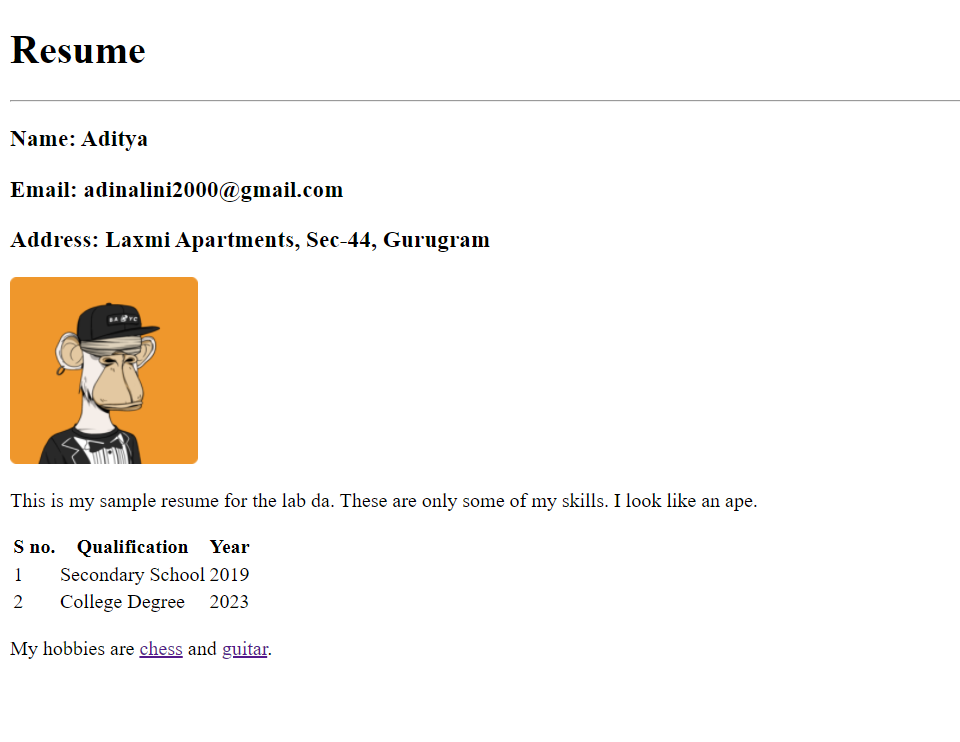 Resume
Name: Aditya
Email: adinalini2000@gmail.com
Address: Laxmi Apartments, Sec-44, Gurugram
BAYC
This is my sample resume for the lab da. These are only some of my skills. I look like an ape.
S no. Qualification Year
1 Secondary School 2019
2 College Degree 2023
My hobbies are chess and guitar.